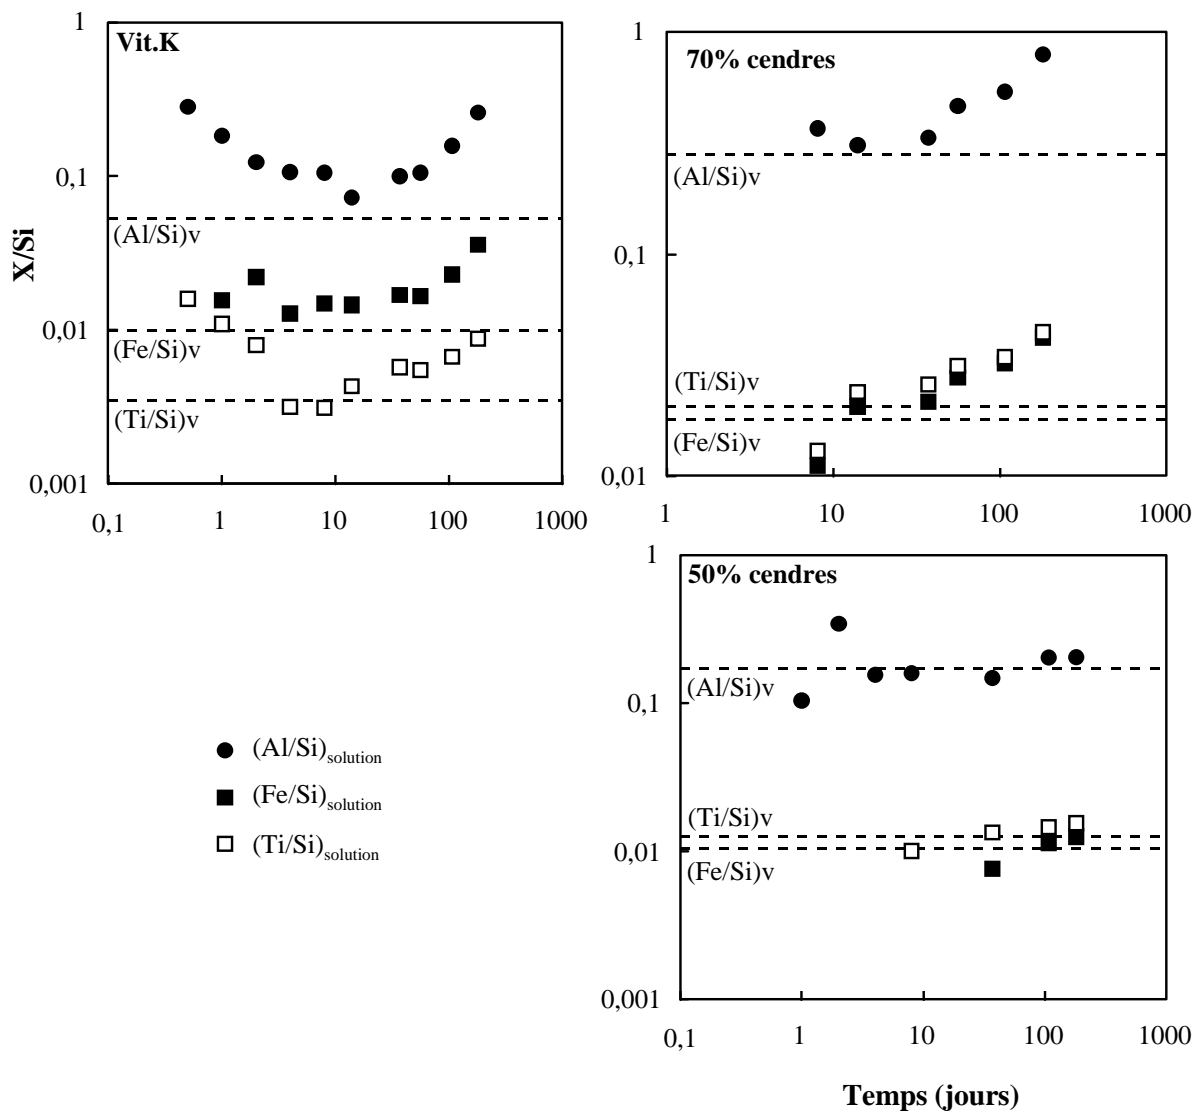 Vit.K
1
0,1
0,01
0,001
X/Si
(Al/Si)v
(Fe/Si)v
(Ti/Si)v
0,1
1
10
100
1000
70% cendres
1
0,1
0,01
(Al/Si)v
(Ti/Si)v
(Fe/Si)v
1
10
100
1000
50% cendres
1
0,1
0,01
0,001
(Al/Si)v
(Ti/Si)v
(Fe/Si)v
0,1
1
10
100
1000
Temps (jours)
(Al/Si)solution
(Fe/Si)solution
(Ti/Si)solution